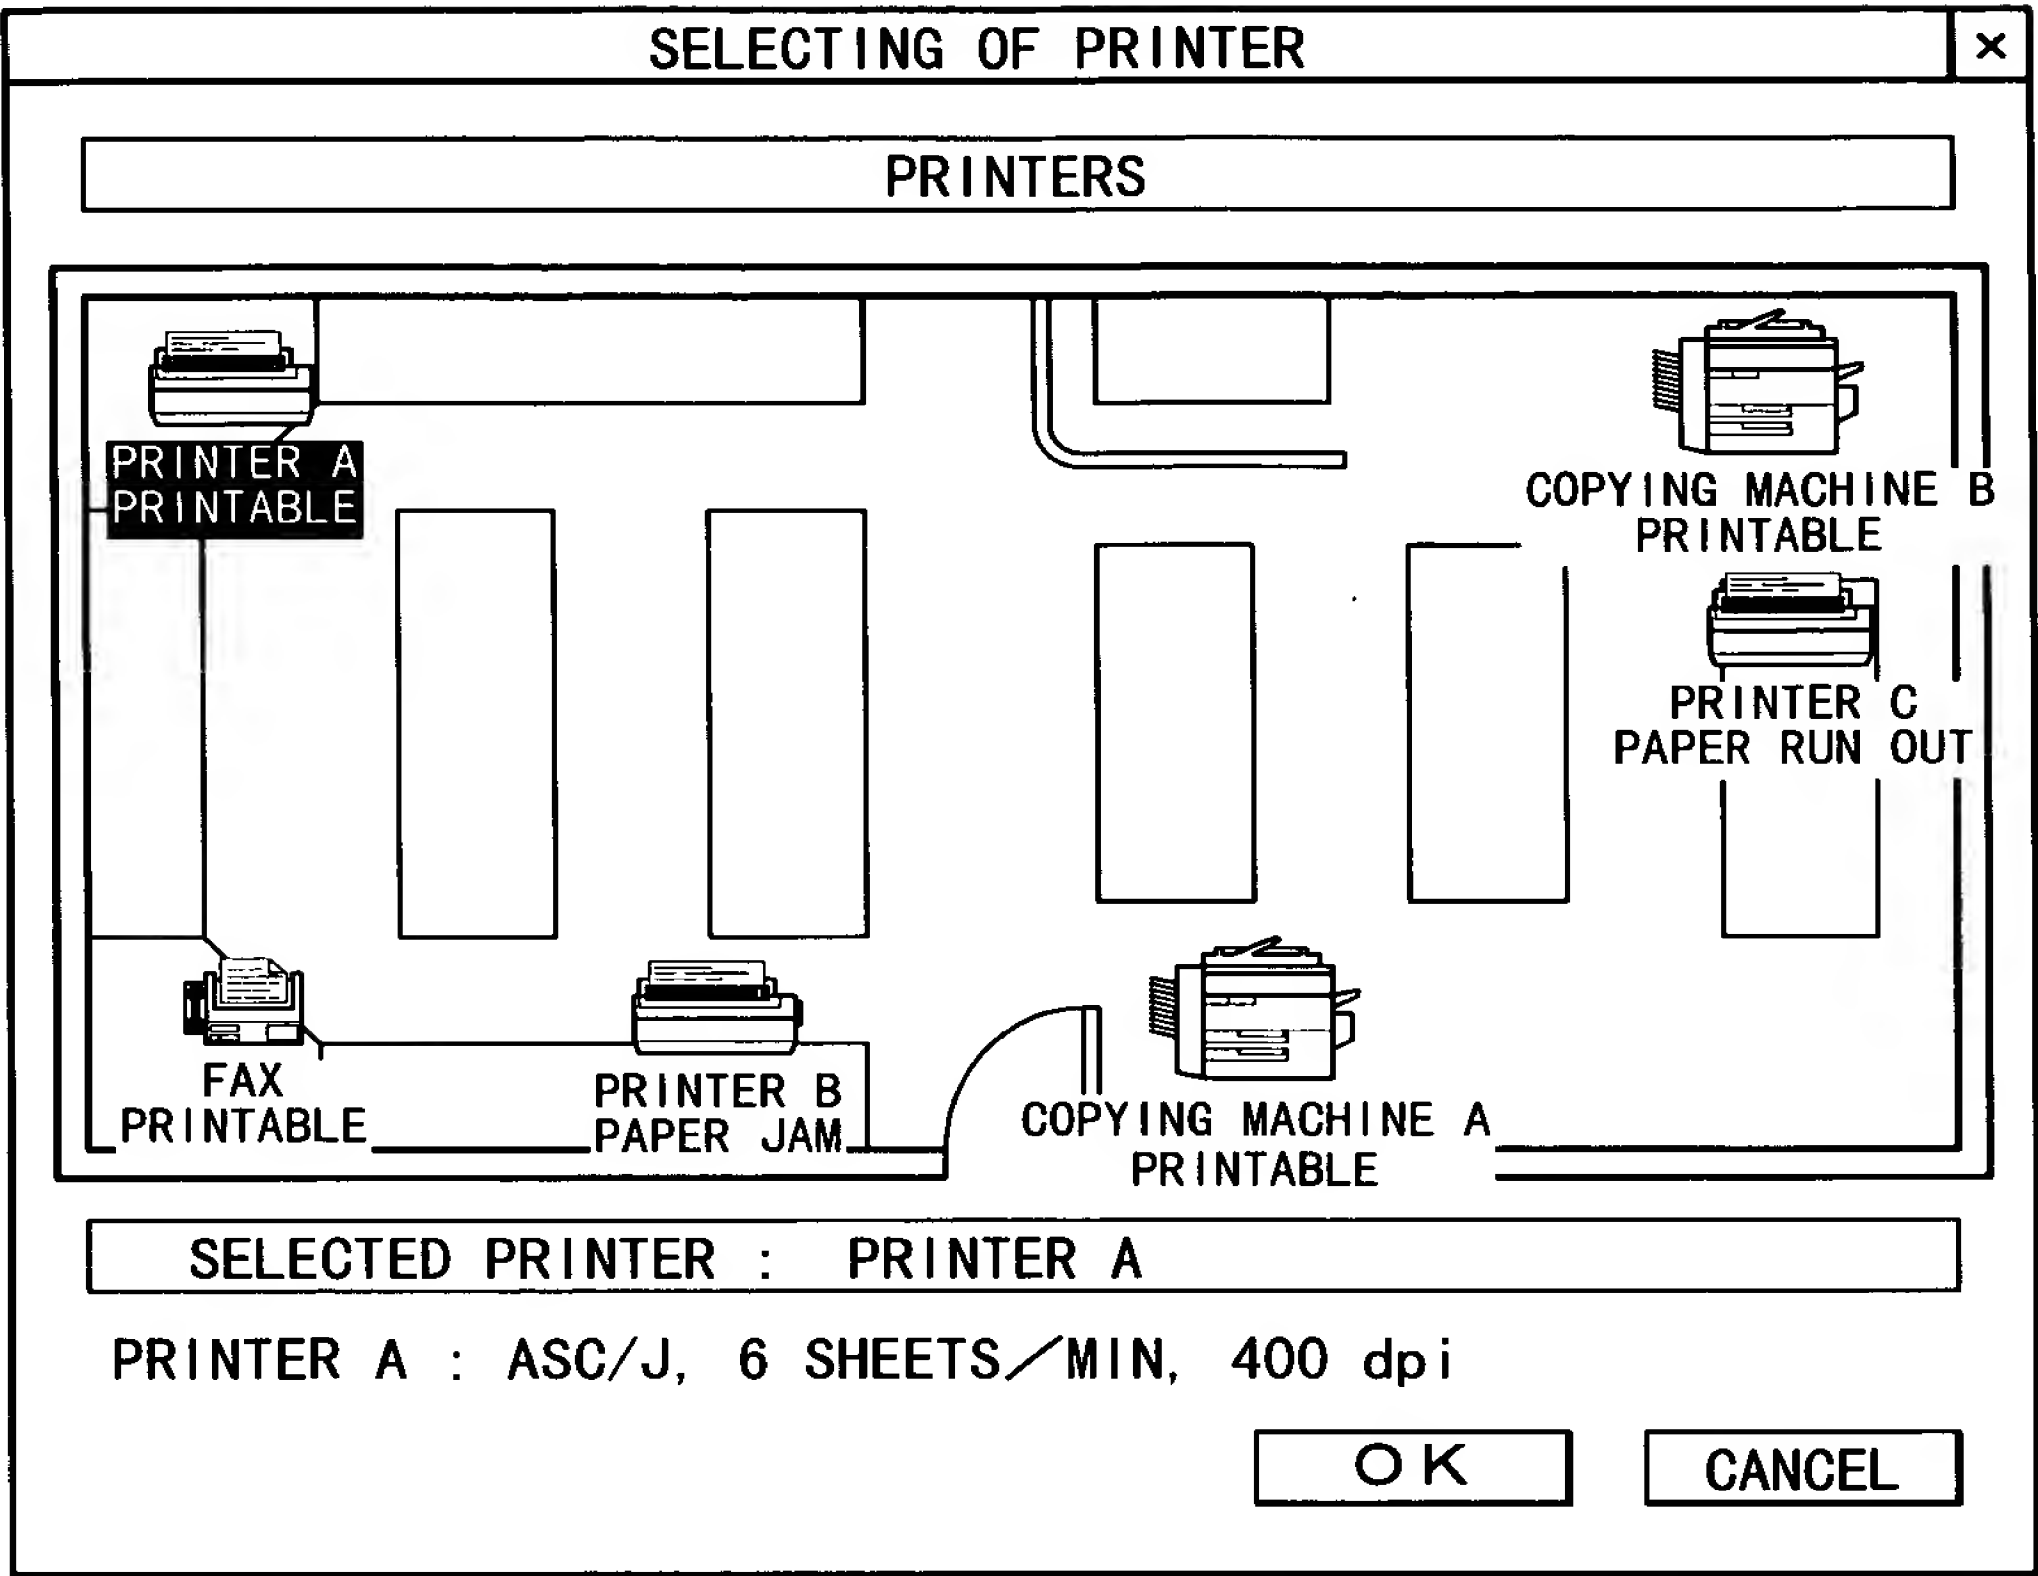 SELECTING OF PRINTER ×
PRINTERS
PRINTER A
PRINTABLE
COPYING MACHINE B
PRINTABLE
PRINTER C
PAPER RUN OUT
FAX
PRINTABLE
PRINTER B
PAPER JAM
COPYING MACHINE A
PRINTABLE
SELECTED PRINTER : PRINTER A
PRINTER A : ASC/J, 6 SHEETS/MIN, 400 dpi
OK
CANCEL